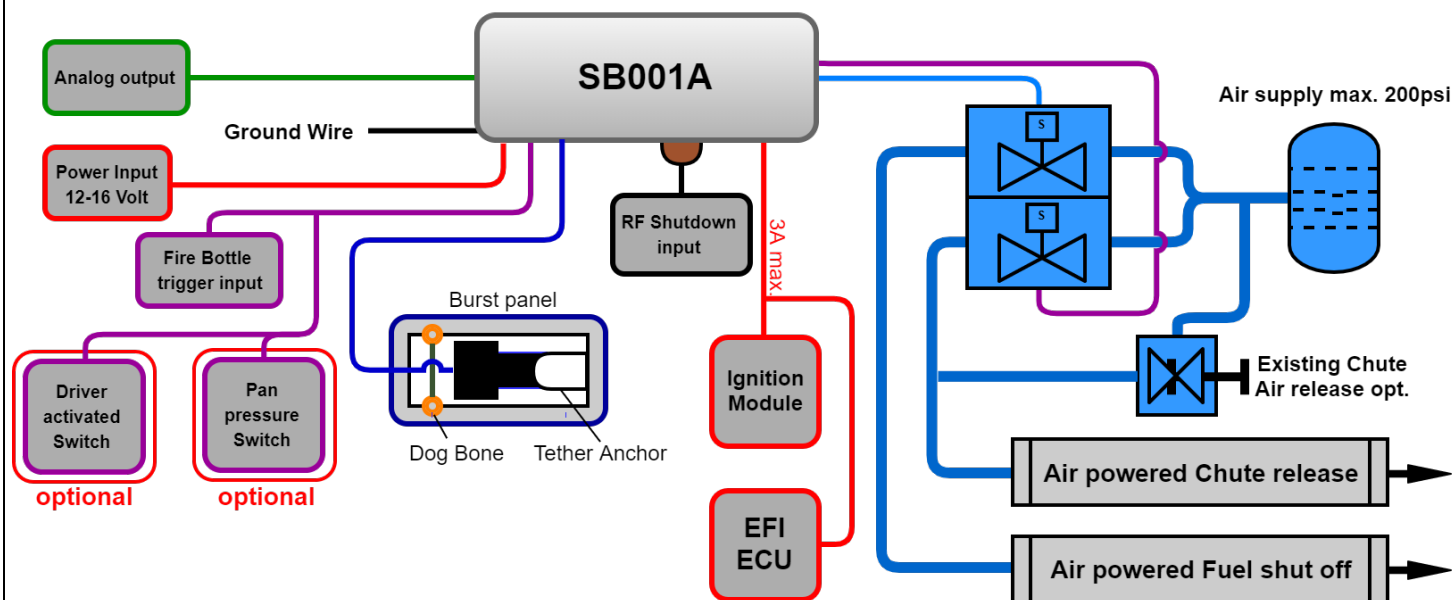 SB001A
Analog output
Ground Wire
Power Input
12-16 Volt
Fire Bottle
trigger input
RF Shutdown
input
3A max.
Driver
activated
Switch
optional
Pan
pressure
Switch
optional
Burst panel
Dog Bone
Tether Anchor
Ignition
Module
EFI
ECU
S
S
Air supply max. 200psi
Existing Chute
Air release opt.
Air powered Chute release
Air powered Fuel shut off